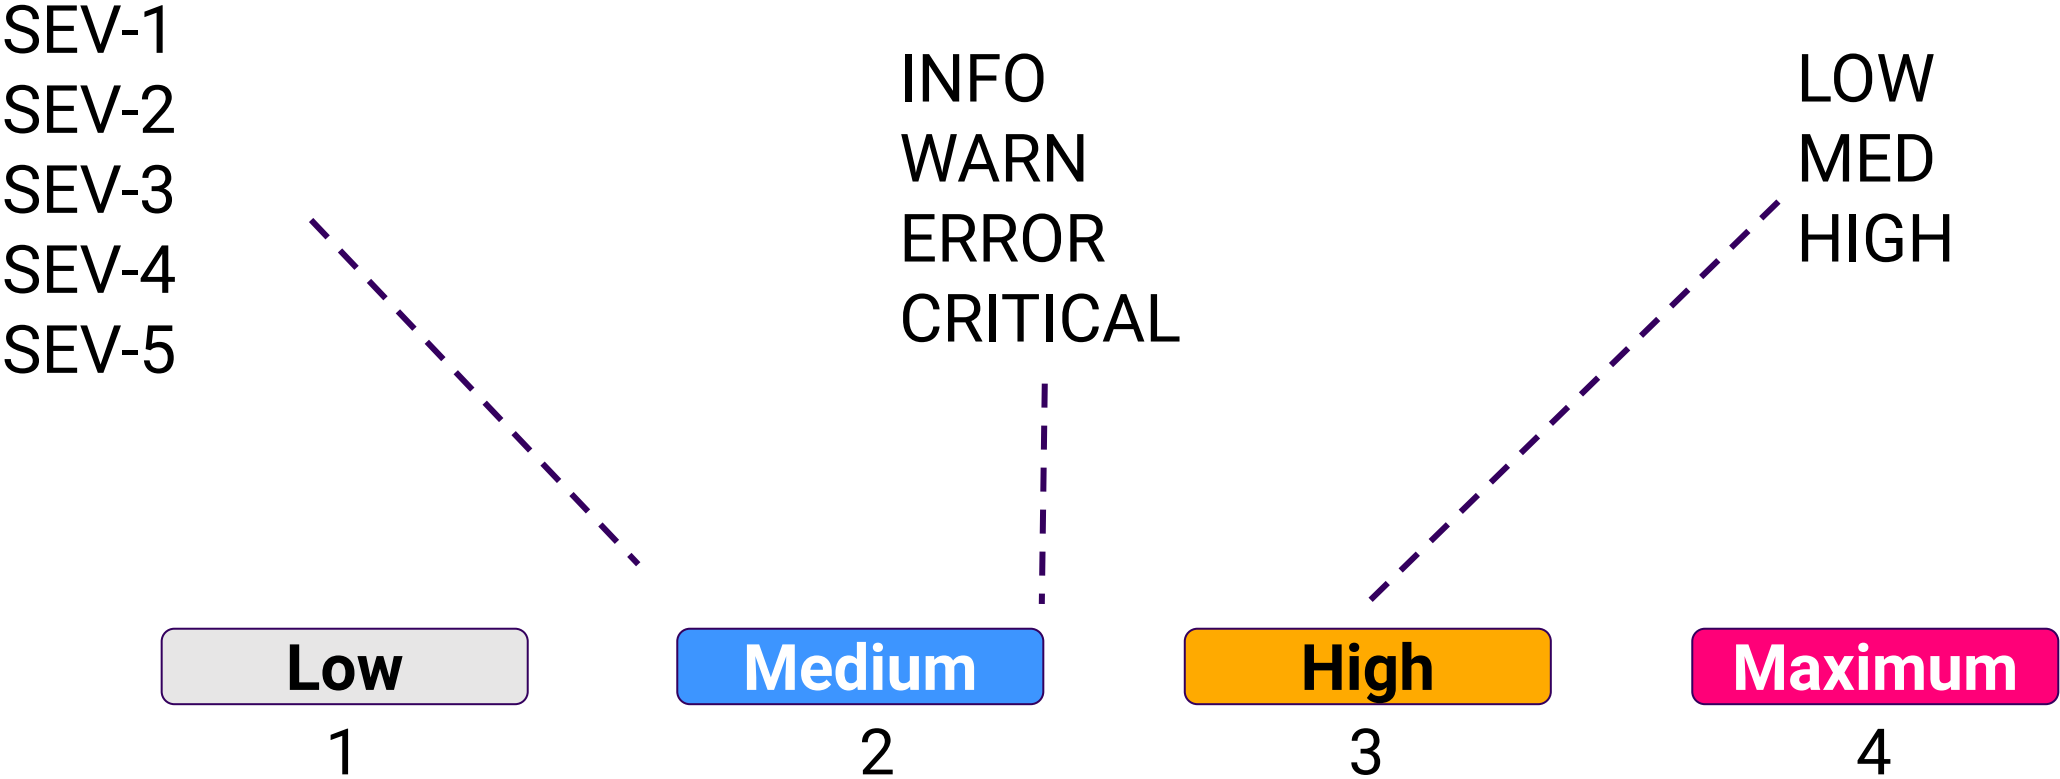 SEV-1
SEV-2
SEV-3
SEV-4
SEV-5
INFO
WARN
ERROR
CRITICAL
LOW
MED
HIGH
Low
Medium
High
Maximum
1
2
3
4